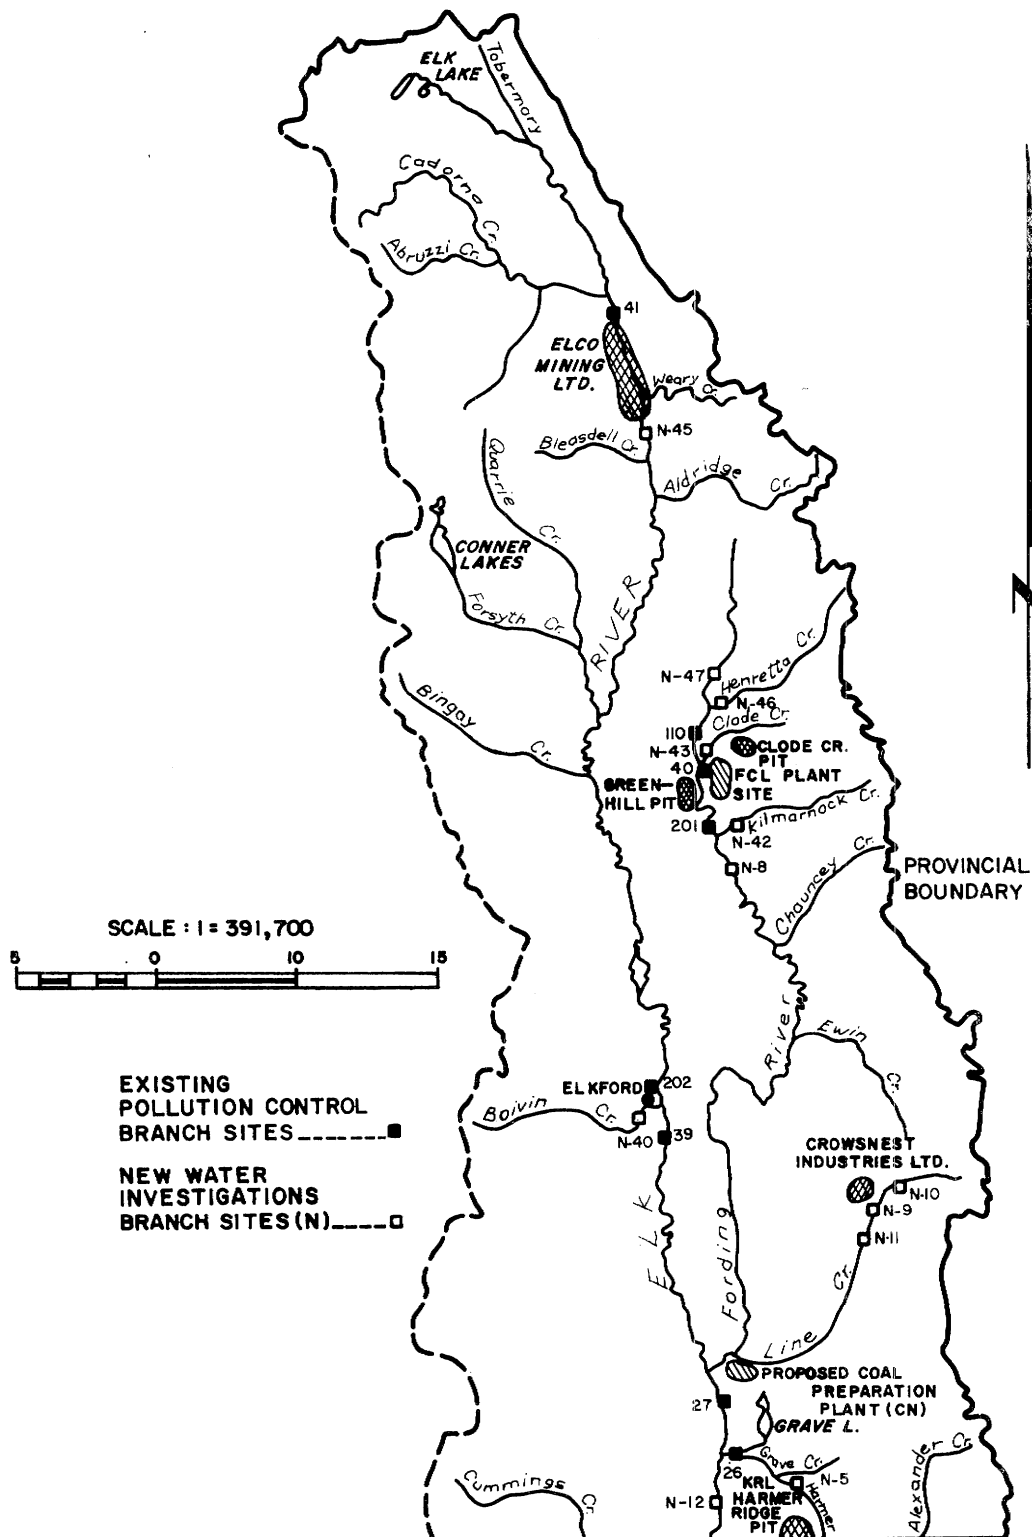 ELK
LAKE
Tobermory
Cadorna Cr.
Abruzzi Cr.
41
ELCO
MINING
LTD.
Weary Cr.
N-45
Bleasdell Cr.
Aldridge Cr.
Quarrie Cr.
CONNER
LAKES
Forsyth Cr.
RIVER
N-47
Henretta Cr.
N-46
Bingay Cr.
Clode Cr.
110
N-43
CLODE CR.
PIT
40
FCL PLANT
SITE
GREEN-
HILL PIT
Kilmarnock Cr.
201
N-42
N-8
Chauncey Cr.
PROVINCIAL
BOUNDARY
SCALE : 1 = 391,700
5 0 10 15
River
Ewin Cr.
EXISTING
POLLUTION CONTROL
BRANCH SITES_______
NEW WATER
INVESTIGATIONS
BRANCH SITES(N)_____
ELKFORD
202
Boivin Cr.
N-40
39
CROWSNEST
INDUSTRIES LTD.
N-10
N-9
N-11
ELK
Fording
Line Cr.
PROPOSED COAL
PREPARATION
PLANT (CN)
27
GRAVE L.
26
Grave Cr.
N-5
Harmer
KRL
HARMER
RIDGE
PIT
N-12
Cummings Cr.
Alexander Cr.